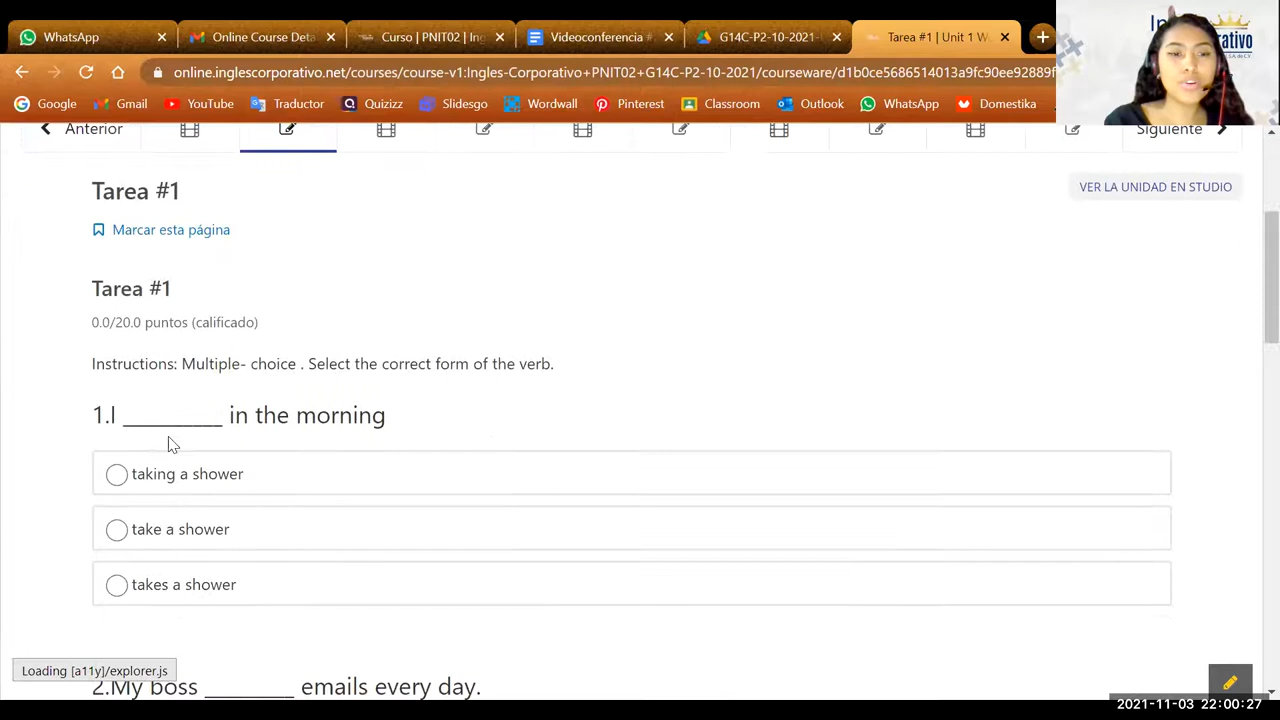 WhatsApp
Online Course Deta
Curso | PNIT02 | Ing
Videoconferencia #
G14C-P2-10-2021-
Tarea #1 | Unit 1 W
online.inglescorporativo.net/courses/course-v1:Ingles-Corporativo+PNIT02+G14C-P2-10-2021/courseware/d1b0ce5686514013a9fc90ee92889f
Google
Gmail
YouTube
Traductor
Quizizz
Slidesgo
Wordwall
Pinterest
Classroom
Outlook
WhatsApp
Domestika
Anterior
Siguiente
Tarea #1
VER LA UNIDAD EN STUDIO
Marcar esta página
Tarea #1
0.0/20.0 puntos (calificado)
Instructions: Multiple- choice . Select the correct form of the verb.
1.I __________ in the morning
taking a shower
take a shower
takes a shower
Loading [a11y]/explorer.js
2.My boss _________ emails every day.
2021-11-03 22:00:27